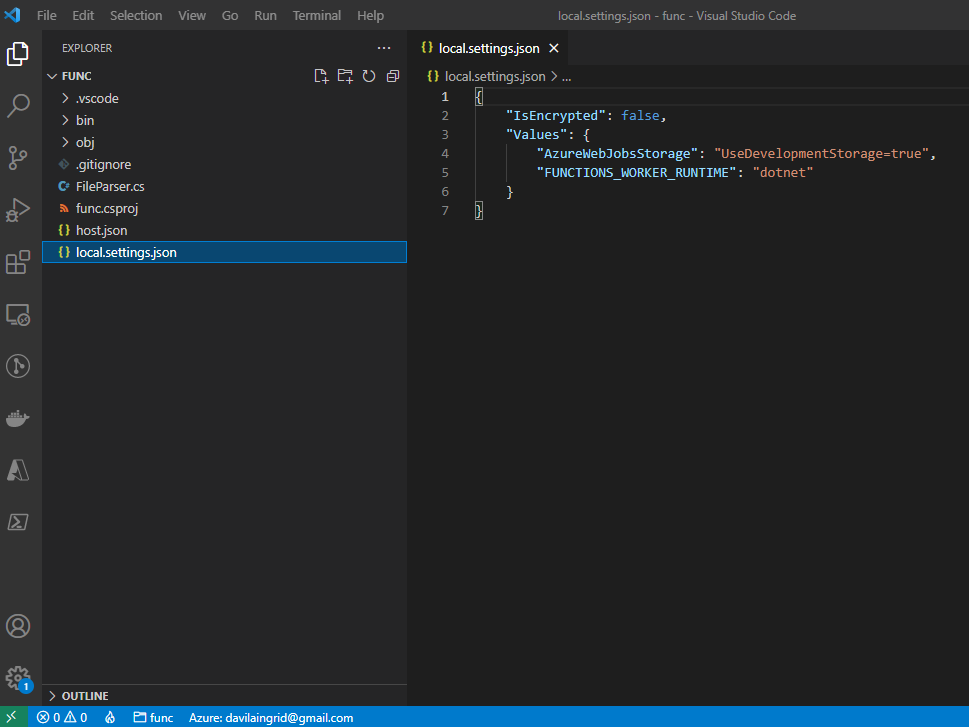 File Edit Selection View Go Run Terminal Help local.settings.json - func - Visual Studio Code
EXPLORER
FUNC
.vscode
bin
obj
.gitignore
FileParser.cs
func.csproj
host.json
local.settings.json
OUTLINE
local.settings.json
local.settings.json > ...
1 {
2 "IsEncrypted": false,
3 "Values": {
4 "AzureWebJobsStorage": "UseDevelopmentStorage=true",
5 "FUNCTIONS_WORKER_RUNTIME": "dotnet"
6 }
7 }
1
0 0 func Azure: davilaingrid@gmail.com